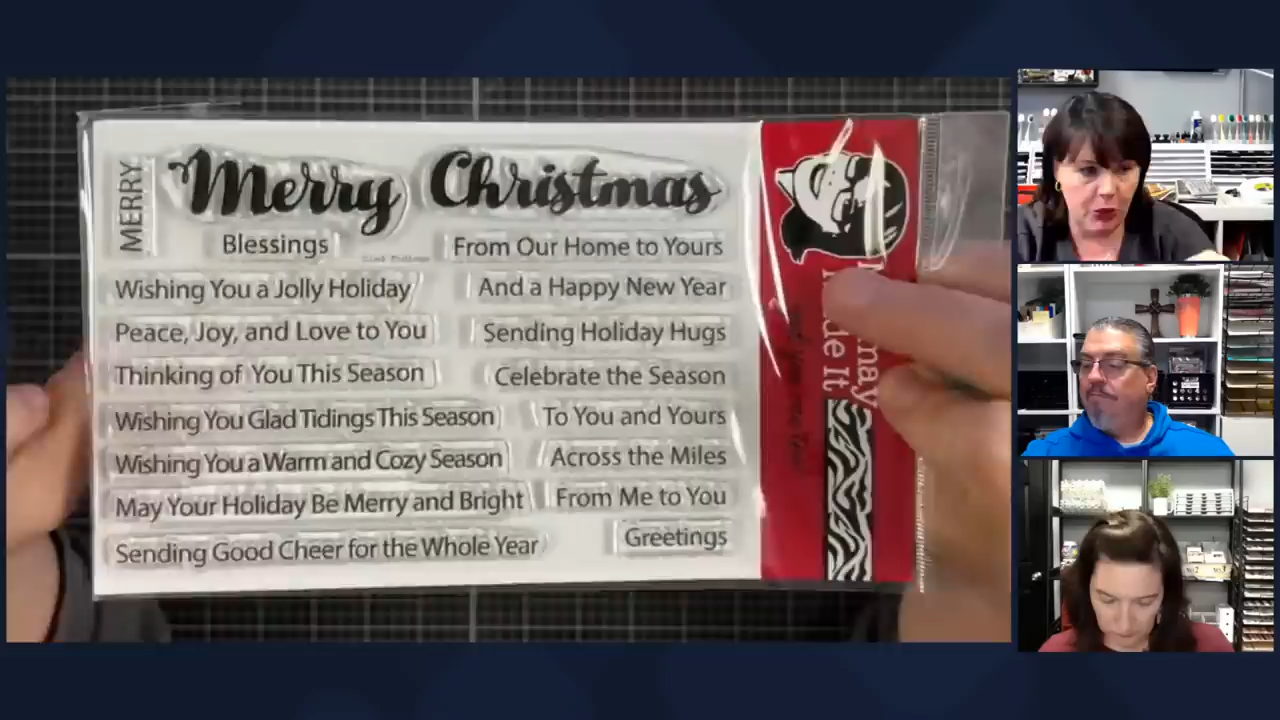 MERRY
Merry Christmas
Blessings
From Our Home to Yours
Wishing You a Jolly Holiday
And a Happy New Year
Peace, Joy, and Love to You
Sending Holiday Hugs
Thinking of You This Season
Celebrate the Season
Wishing You Glad Tidings This Season
To You and Yours
Wishing You a Warm and Cozy Season
Across the Miles
May Your Holiday Be Merry and Bright
From Me to You
Sending Good Cheer for the Whole Year
Greetings